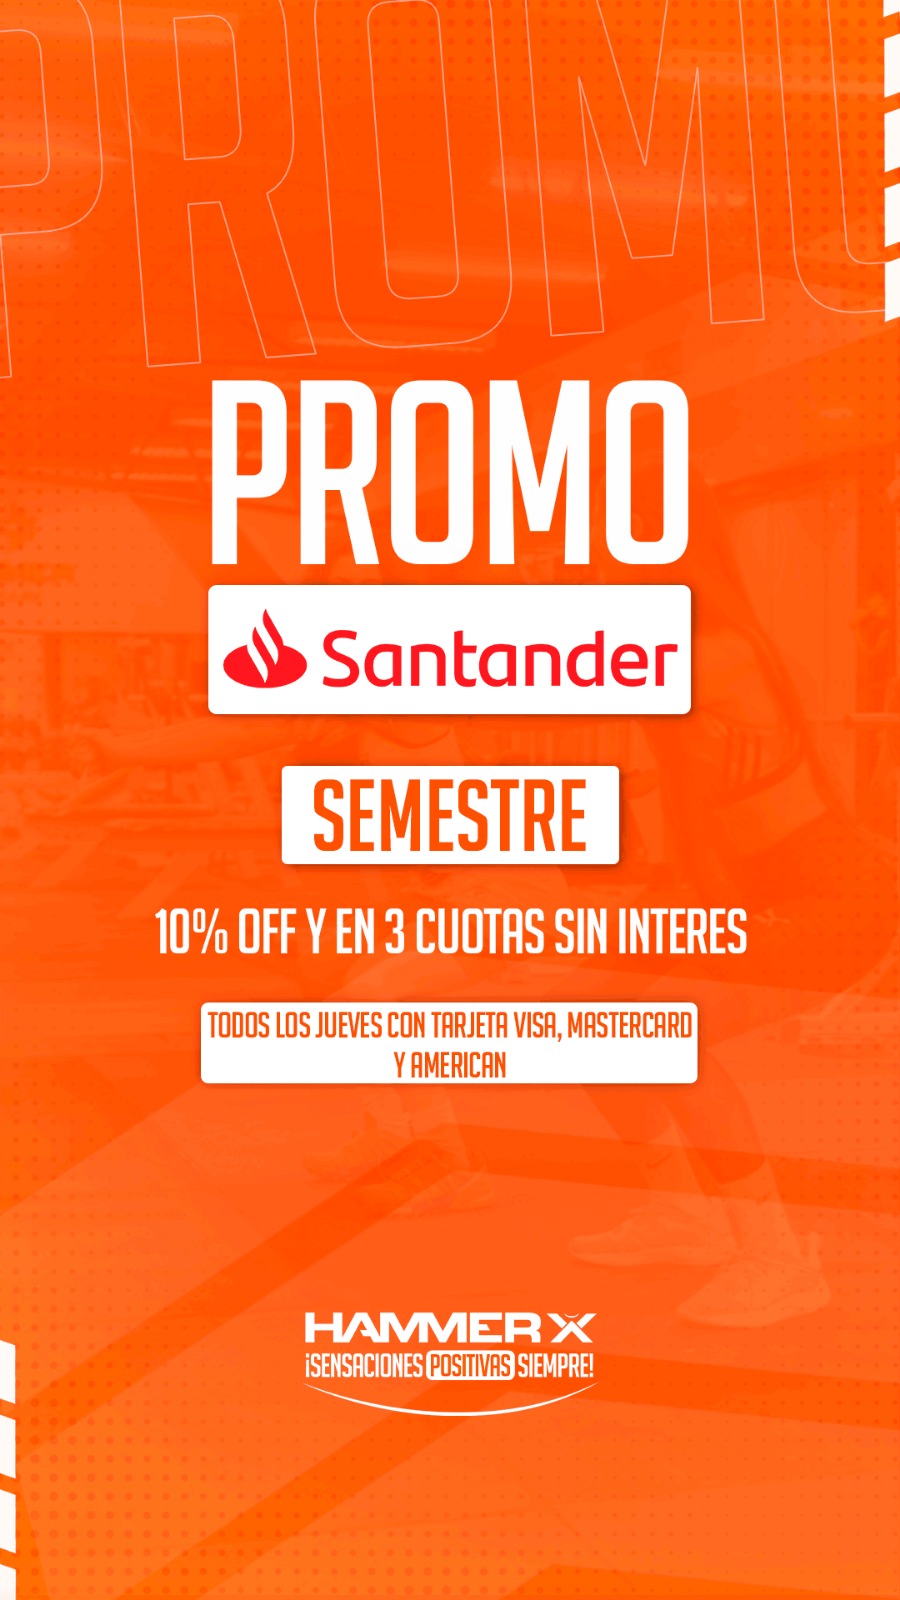 PROMO
PROMO
Santander
SEMESTRE
10% OFF Y EN 3 CUOTAS SIN INTERES
TODOS LOS JUEVES CON TARJETA VISA, MASTERCARD
Y AMERICAN
HAMMER X
¡SENSACIONES POSITIVAS SIEMPRE!